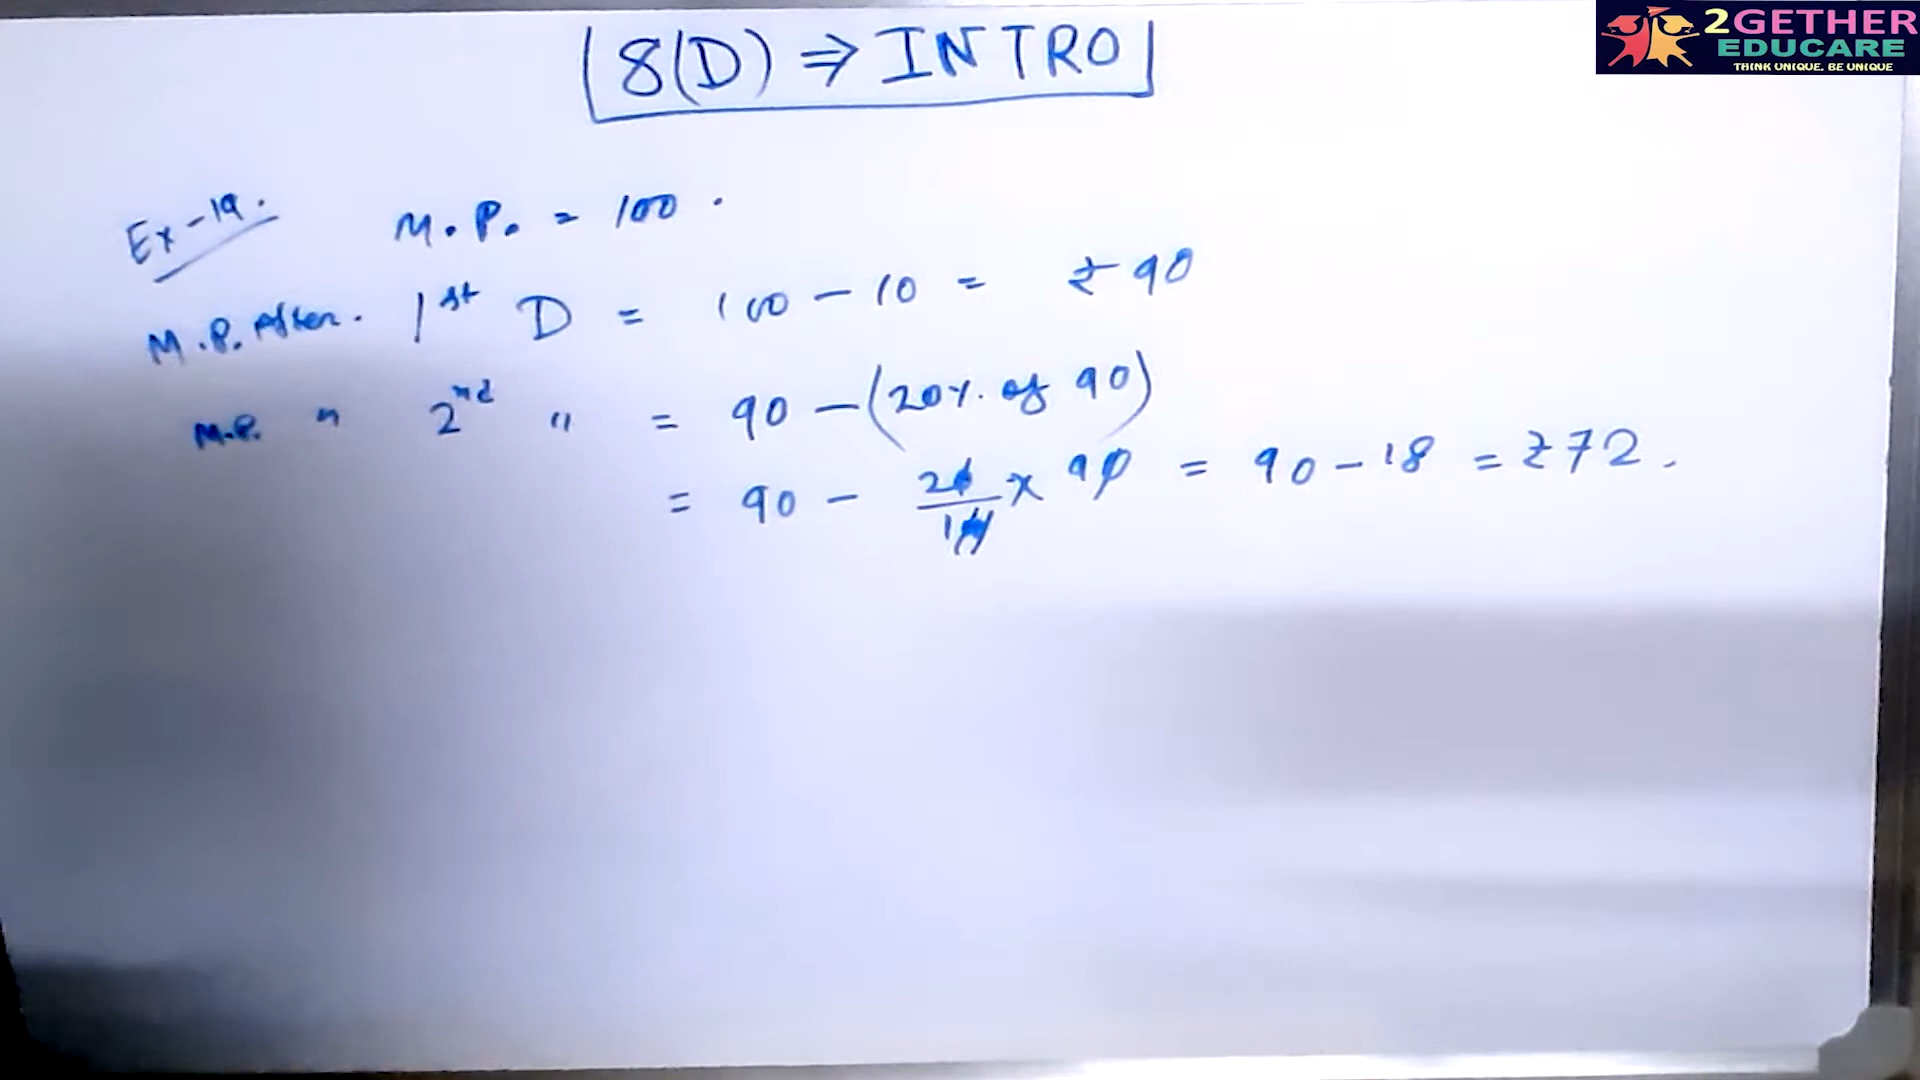 8(D) ⇒ INTRO
2GETHER
EDUCARE
THINK UNIQUE. BE UNIQUE
Ex-19. M.P. = 100.
M.P. After. 1st D = 100 - 10 = ₹90
M.P. " 2nd " = 90 - (20%. of 90)
= 90 - 20/100 x 90 = 90 - 18 = ₹72.